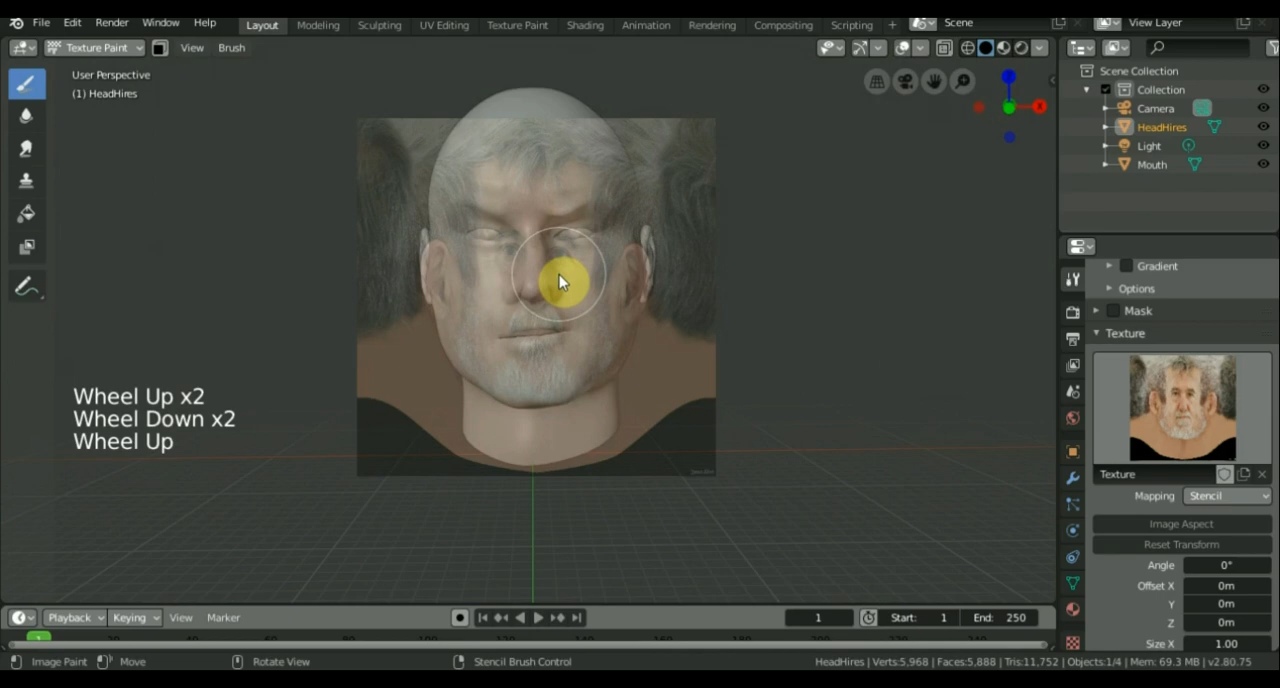 File Edit Render Window Help Layout Modeling Sculpting UV Editing Texture Paint Shading Animation Rendering Compositing Scripting + Scene View Layer
Texture Paint View Brush
User Perspective
(1) HeadHires
Wheel Up x2
Wheel Down x2
Wheel Up
X
Scene Collection
Collection
Camera
HeadHires
Light
Mouth
Gradient
Options
Mask
Texture
Texture
Mapping Stencil
Image Aspect
Reset Transform
Angle 0°
Offset X 0m
Y 0m
Z 0m
Size X 1.00
Playback Keying View Marker 1 Start: 1 End: 250
1
Image Paint Move Rotate View Stencil Brush Control HeadHires | Verts:5,968 | Faces:5,888 | Tris:11,752 | Objects:1/4 | Mem: 69.3 MB | v2.80.75